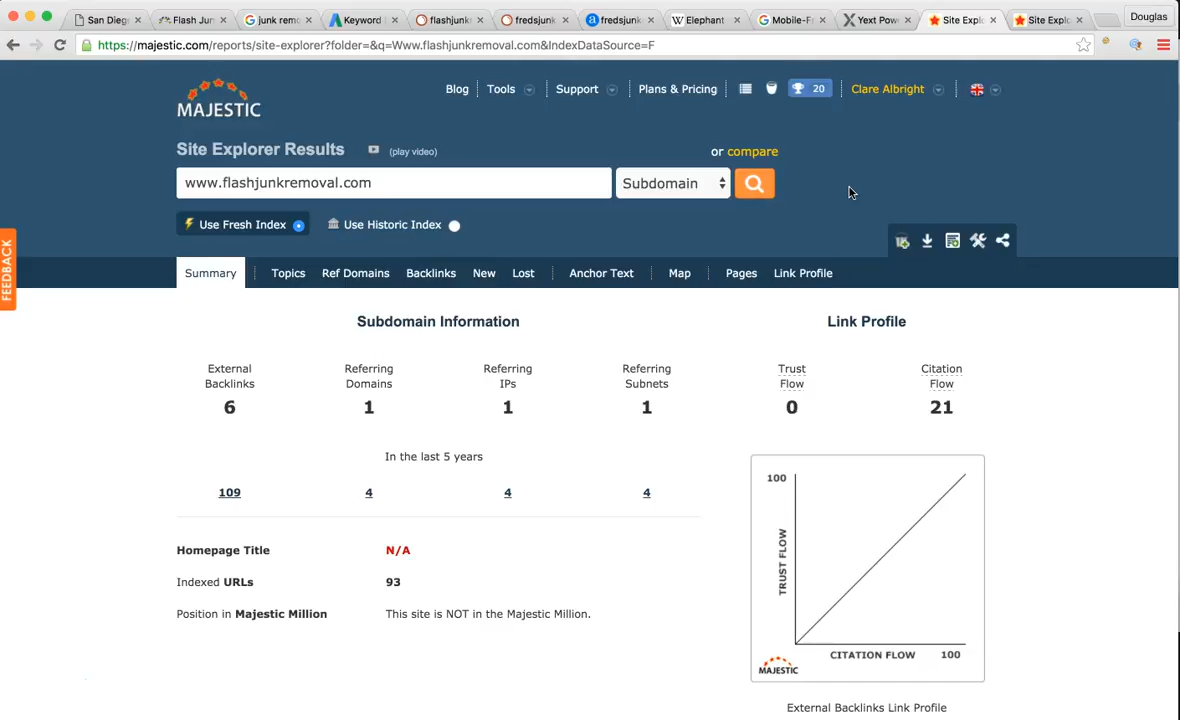 San Dieg
Flash Jun
junk remo
Keyword
flashjunk
fredsjunk
fredsjunk
Elephant
Mobile-F
Yext Pow
Site Expl
Site Expl
Douglas
https://majestic.com/reports/site-explorer?folder=&q=Www.flashjunkremoval.com&IndexDataSource=F
MAJESTIC
Blog
Tools
Support
Plans & Pricing
20
Clare Albright
Site Explorer Results
(play video)
or compare
www.flashjunkremoval.com
Subdomain
Use Fresh Index
Use Historic Index
FEEDBACK
Summary
Topics
Ref Domains
Backlinks
New
Lost
Anchor Text
Map
Pages
Link Profile
Subdomain Information
External
Backlinks
6
Referring
Domains
1
Referring
IPs
1
Referring
Subnets
1
In the last 5 years
109
4
4
4
Homepage Title
N/A
Indexed URLs
93
Position in Majestic Million
This site is NOT in the Majestic Million.
Link Profile
Trust
Flow
0
Citation
Flow
21
100
TRUST FLOW
CITATION FLOW
100
MAJESTIC
External Backlinks Link Profile